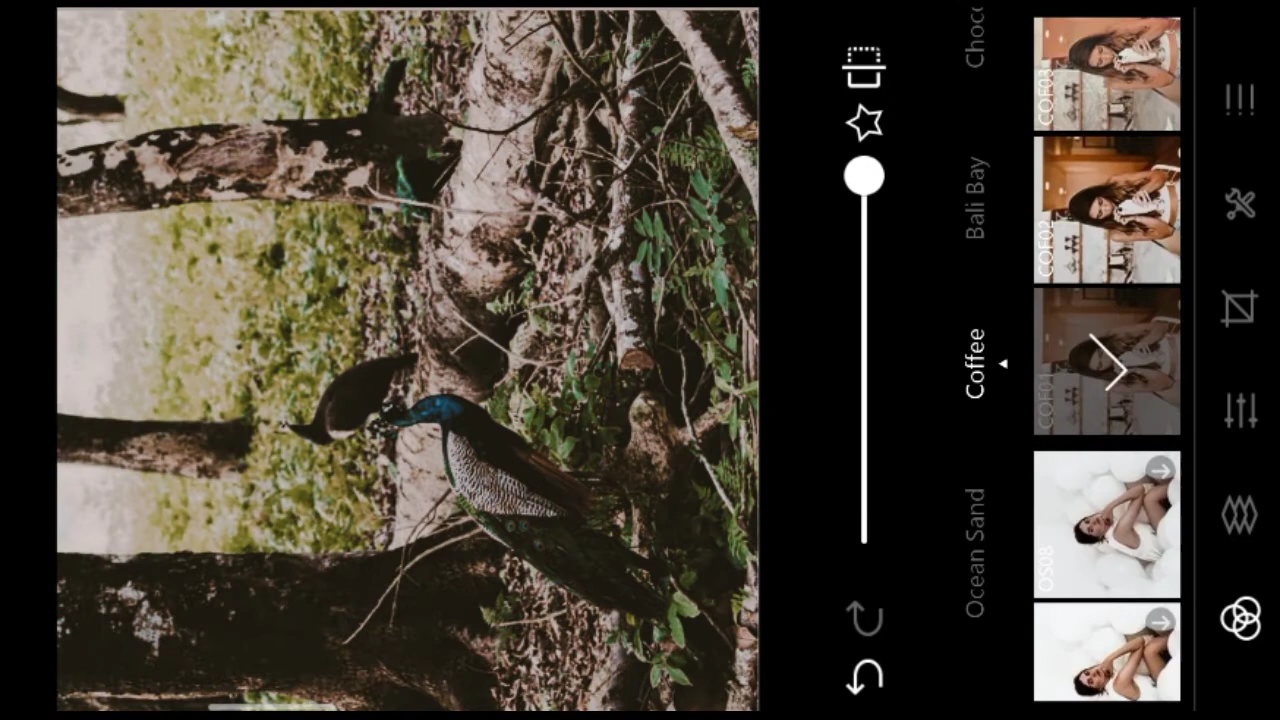 Ocean Sand
Coffee
Bali Bay
Choc
OS08
COF01
COF02
COF03